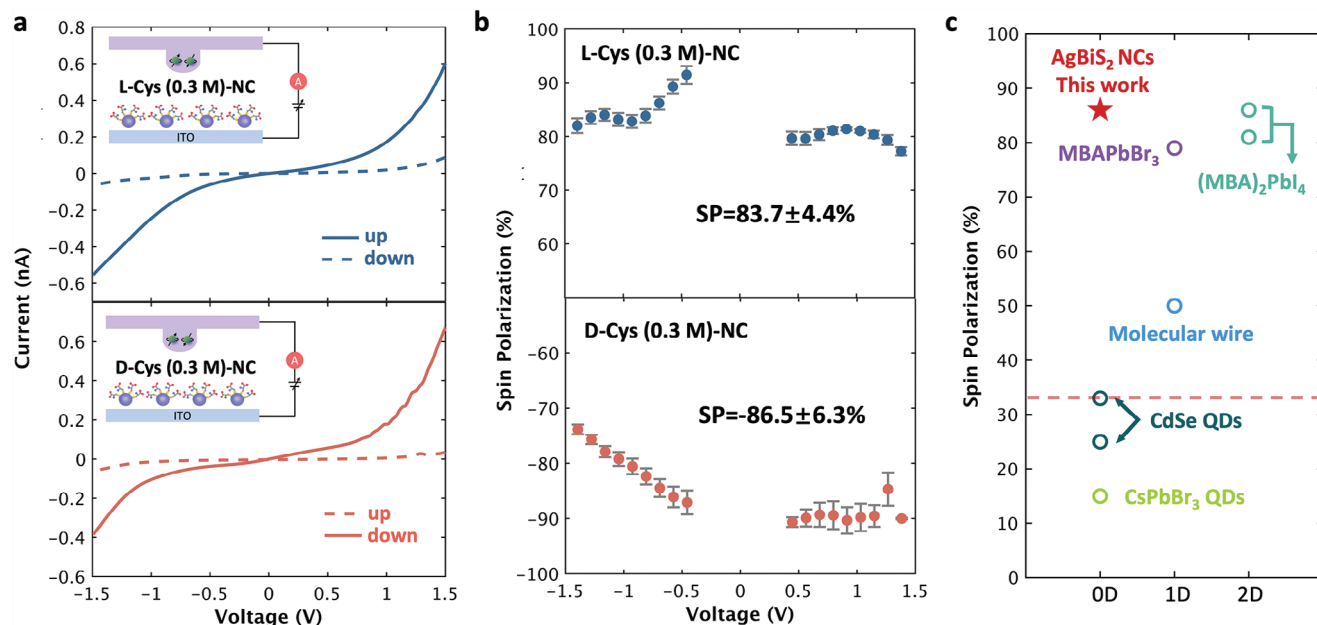 a
0.8
0.6
0.4
0.2
0
−0.2
−0.4
−0.6
L-Cys (0.3 M)-NC
A
ITO
up
down
Current (nA)
0.6
0.4
0.2
0
−0.2
−0.4
−0.6
D-Cys (0.3 M)-NC
A
ITO
up
down
−1.5 −1 −0.5 0 0.5 1 1.5
Voltage (V)
b
100
90
80
70
60
L-Cys (0.3 M)-NC
SP=83.7±4.4%
Spin Polarization (%)
−60
−70
−80
−90
−100
D-Cys (0.3 M)-NC
SP=-86.5±6.3%
−1.5 −1 −0.5 0 0.5 1 1.5
Voltage (V)
c
100
90
80
70
60
50
40
30
20
10
0
Spin Polarization (%)
AgBiS₂ NCs
This work
MBAPbBr₃
(MBA)₂PbI₄
Molecular wire
CdSe QDs
CsPbBr₃ QDs
0D 1D 2D